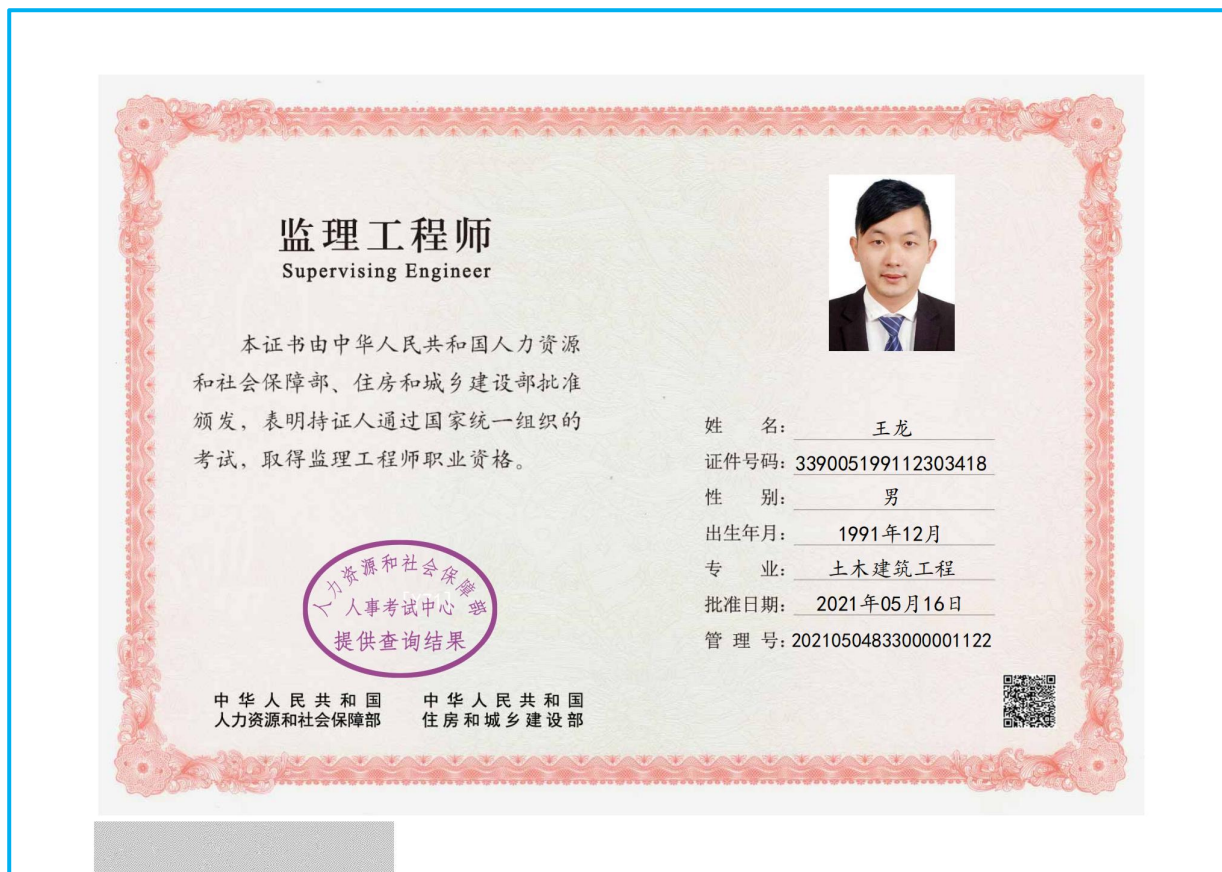 监理工程师
Supervising Engineer
本证书由中华人民共和国人力资源
和社会保障部、住房和城乡建设部批准
颁发，表明持证人通过国家统一组织的
考试，取得监理工程师职业资格。
姓 名：王龙
证件号码：339005199112303418
性 别：男
出生年月：1991年12月
专 业：土木建筑工程
批准日期：2021年05月16日
管 理 号：20210504833000001122
人力资源和社会保障部
人事考试中心
提供查询结果
中华人民共和国
人力资源和社会保障部
中华人民共和国
住房和城乡建设部